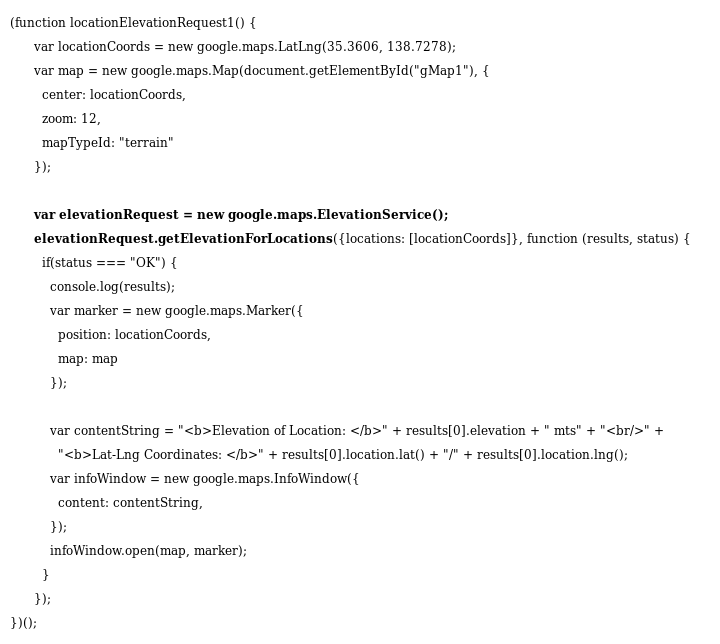 (function locationElevationRequest1() {
var locationCoords = new google.maps.LatLng(35.3606, 138.7278);
var map = new google.maps.Map(document.getElementById("gMap1"), {
center: locationCoords,
zoom: 12,
mapTypeId: "terrain"
});
var elevationRequest = new google.maps.ElevationService();
elevationRequest.getElevationForLocations({locations: [locationCoords]}, function (results, status) {
if(status === "OK") {
console.log(results);
var marker = new google.maps.Marker({
position: locationCoords,
map: map
});
var contentString = "<b>Elevation of Location: </b>" + results[0].elevation + " mts" + "<br/>" +
"<b>Lat-Lng Coordinates: </b>" + results[0].location.lat() + "/" + results[0].location.lng();
var infoWindow = new google.maps.InfoWindow({
content: contentString,
});
infoWindow.open(map, marker);
}
});
})();